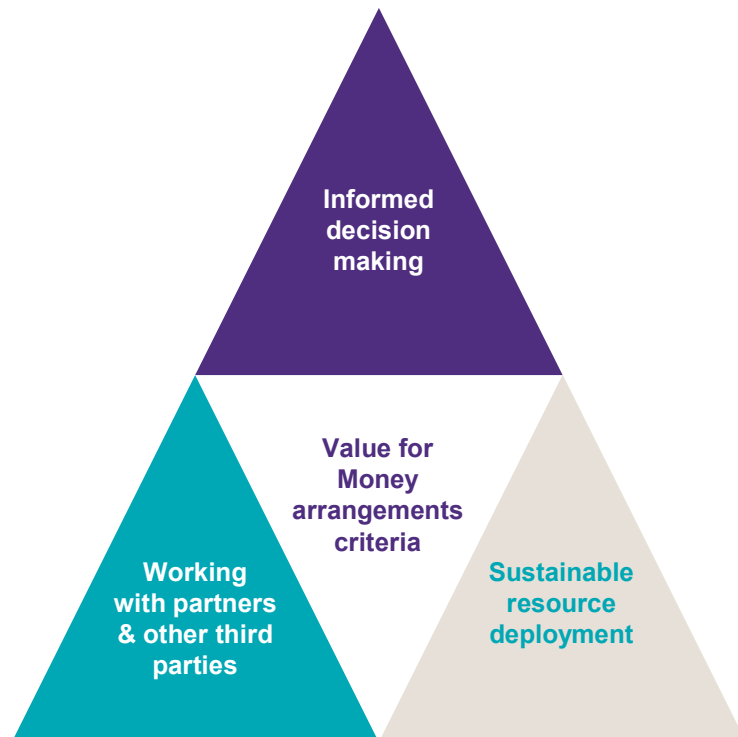 Informed
decision
making
Value for
Money
arrangements
criteria
Working
with partners
& other third
parties
Sustainable
resource
deployment